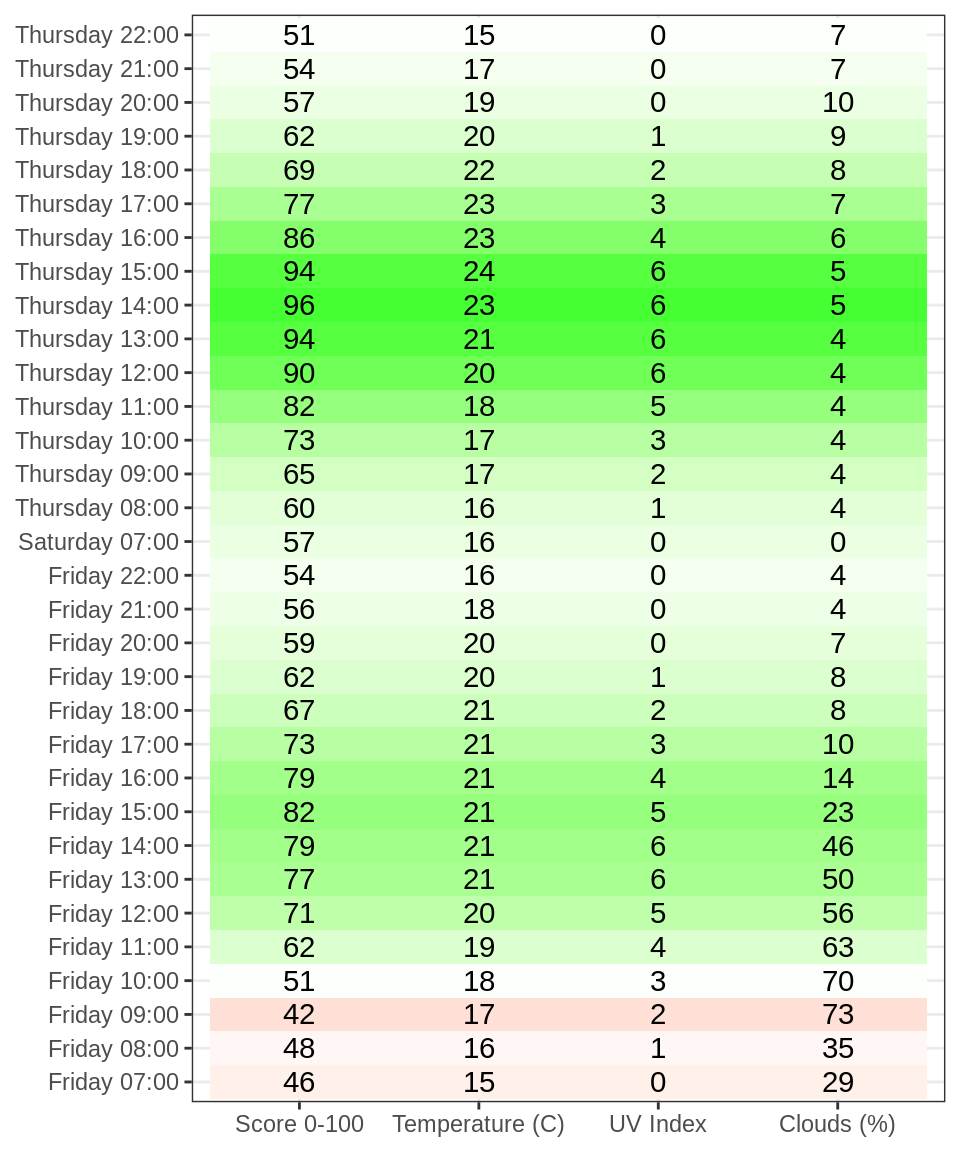 Thursday 22:00 51 15 0 7
Thursday 21:00 54 17 0 7
Thursday 20:00 57 19 0 10
Thursday 19:00 62 20 1 9
Thursday 18:00 69 22 2 8
Thursday 17:00 77 23 3 7
Thursday 16:00 86 23 4 6
Thursday 15:00 94 24 6 5
Thursday 14:00 96 23 6 5
Thursday 13:00 94 21 6 4
Thursday 12:00 90 20 6 4
Thursday 11:00 82 18 5 4
Thursday 10:00 73 17 3 4
Thursday 09:00 65 17 2 4
Thursday 08:00 60 16 1 4
Saturday 07:00 57 16 0 0
Friday 22:00 54 16 0 4
Friday 21:00 56 18 0 4
Friday 20:00 59 20 0 7
Friday 19:00 62 20 1 8
Friday 18:00 67 21 2 8
Friday 17:00 73 21 3 10
Friday 16:00 79 21 4 14
Friday 15:00 82 21 5 23
Friday 14:00 79 21 6 46
Friday 13:00 77 21 6 50
Friday 12:00 71 20 5 56
Friday 11:00 62 19 4 63
Friday 10:00 51 18 3 70
Friday 09:00 42 17 2 73
Friday 08:00 48 16 1 35
Friday 07:00 46 15 0 29
Score 0-100 Temperature (C) UV Index Clouds (%)